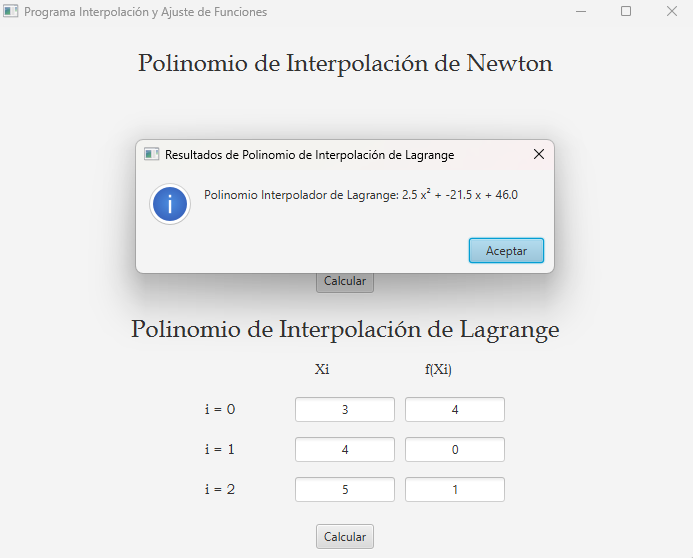 Programa Interpolación y Ajuste de Funciones
Polinomio de Interpolación de Newton
Resultados de Polinomio de Interpolación de Lagrange
Polinomio Interpolador de Lagrange: 2.5 x² + -21.5 x + 46.0
Aceptar
Calcular
Polinomio de Interpolación de Lagrange
Xi f(Xi)
i = 0 3 4
i = 1 4 0
i = 2 5 1
Calcular